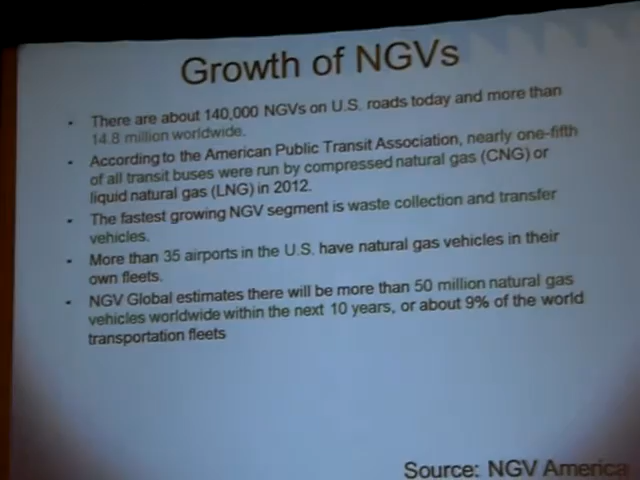 Growth of NGVs
• There are about 140,000 NGVs on U.S. roads today and more than
14.8 million worldwide.
• According to the American Public Transit Association, nearly one-fifth
of all transit buses were run by compressed natural gas (CNG) or
liquid natural gas (LNG) in 2012.
• The fastest growing NGV segment is waste collection and transfer
vehicles.
• More than 35 airports in the U.S. have natural gas vehicles in their
own fleets.
• NGV Global estimates there will be more than 50 million natural gas
vehicles worldwide within the next 10 years, or about 9% of the world
transportation fleets
Source: NGV America